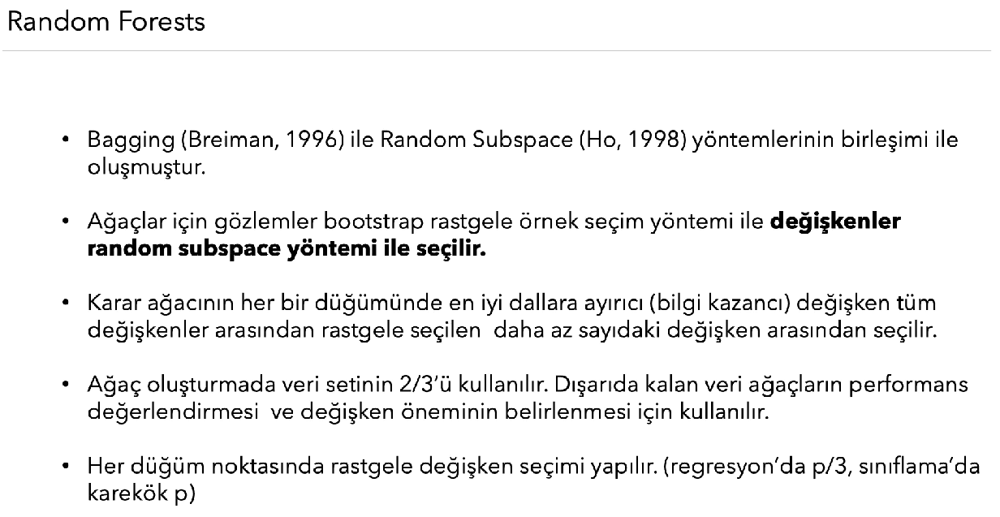 Random Forests
• Bagging (Breiman, 1996) ile Random Subspace (Ho, 1998) yöntemlerinin birleşimi ile
oluşmuştur.
• Ağaçlar için gözlemler bootstrap rastgele örnek seçim yöntemi ile değişkenler
random subspace yöntemi ile seçilir.
• Karar ağacının her bir düğümünde en iyi dallara ayırıcı (bilgi kazancı) değişken tüm
değişkenler arasından rastgele seçilen  daha az sayıdaki değişken arasından seçilir.
• Ağaç oluşturmada veri setinin 2/3’ü kullanılır. Dışarıda kalan veri ağaçların performans
değerlendirmesi  ve değişken öneminin belirlenmesi için kullanılır.
• Her düğüm noktasında rastgele değişken seçimi yapılır. (regresyon’da p/3, sınıflama’da
karekök p)